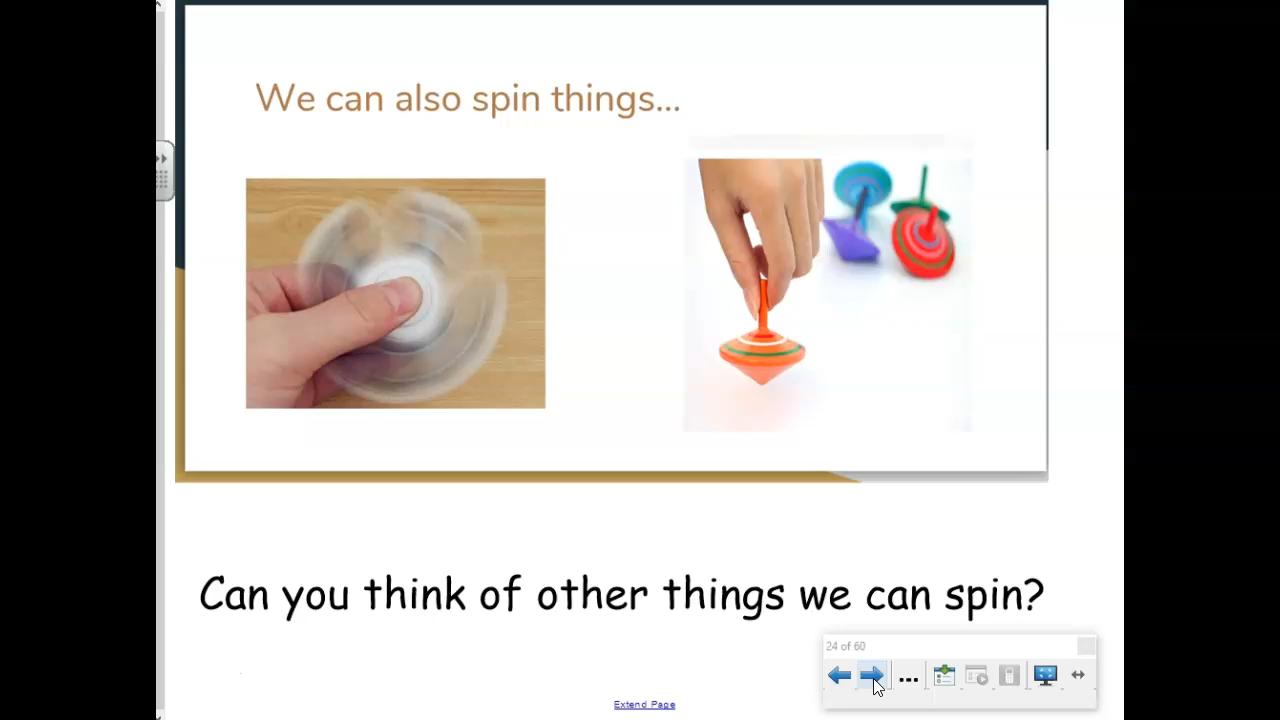 We can also spin things...
Can you think of other things we can spin?
24 of 60
Extend Page